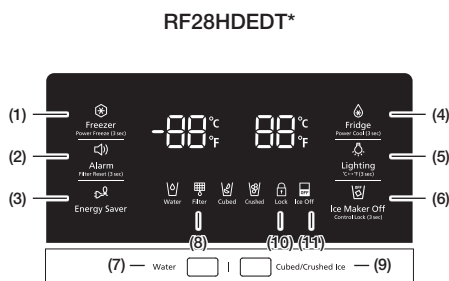 RF28HDEDT*
(1)
Freezer
Power Freeze (3 sec)
-88 °C °F
88 °C °F
Fridge
Power Cool (3 sec)
(4)
(2)
Alarm
Filter Reset (3 sec)
Lighting
°C↔°F(3 sec)
(5)
(3)
Energy Saver
Water Filter Cubed Crushed Lock Ice Off
OFF
OFF
Ice Maker Off
Control Lock (3 sec)
(6)
(8) (10) (11)
(7) Water Cubed/Crushed Ice (9)